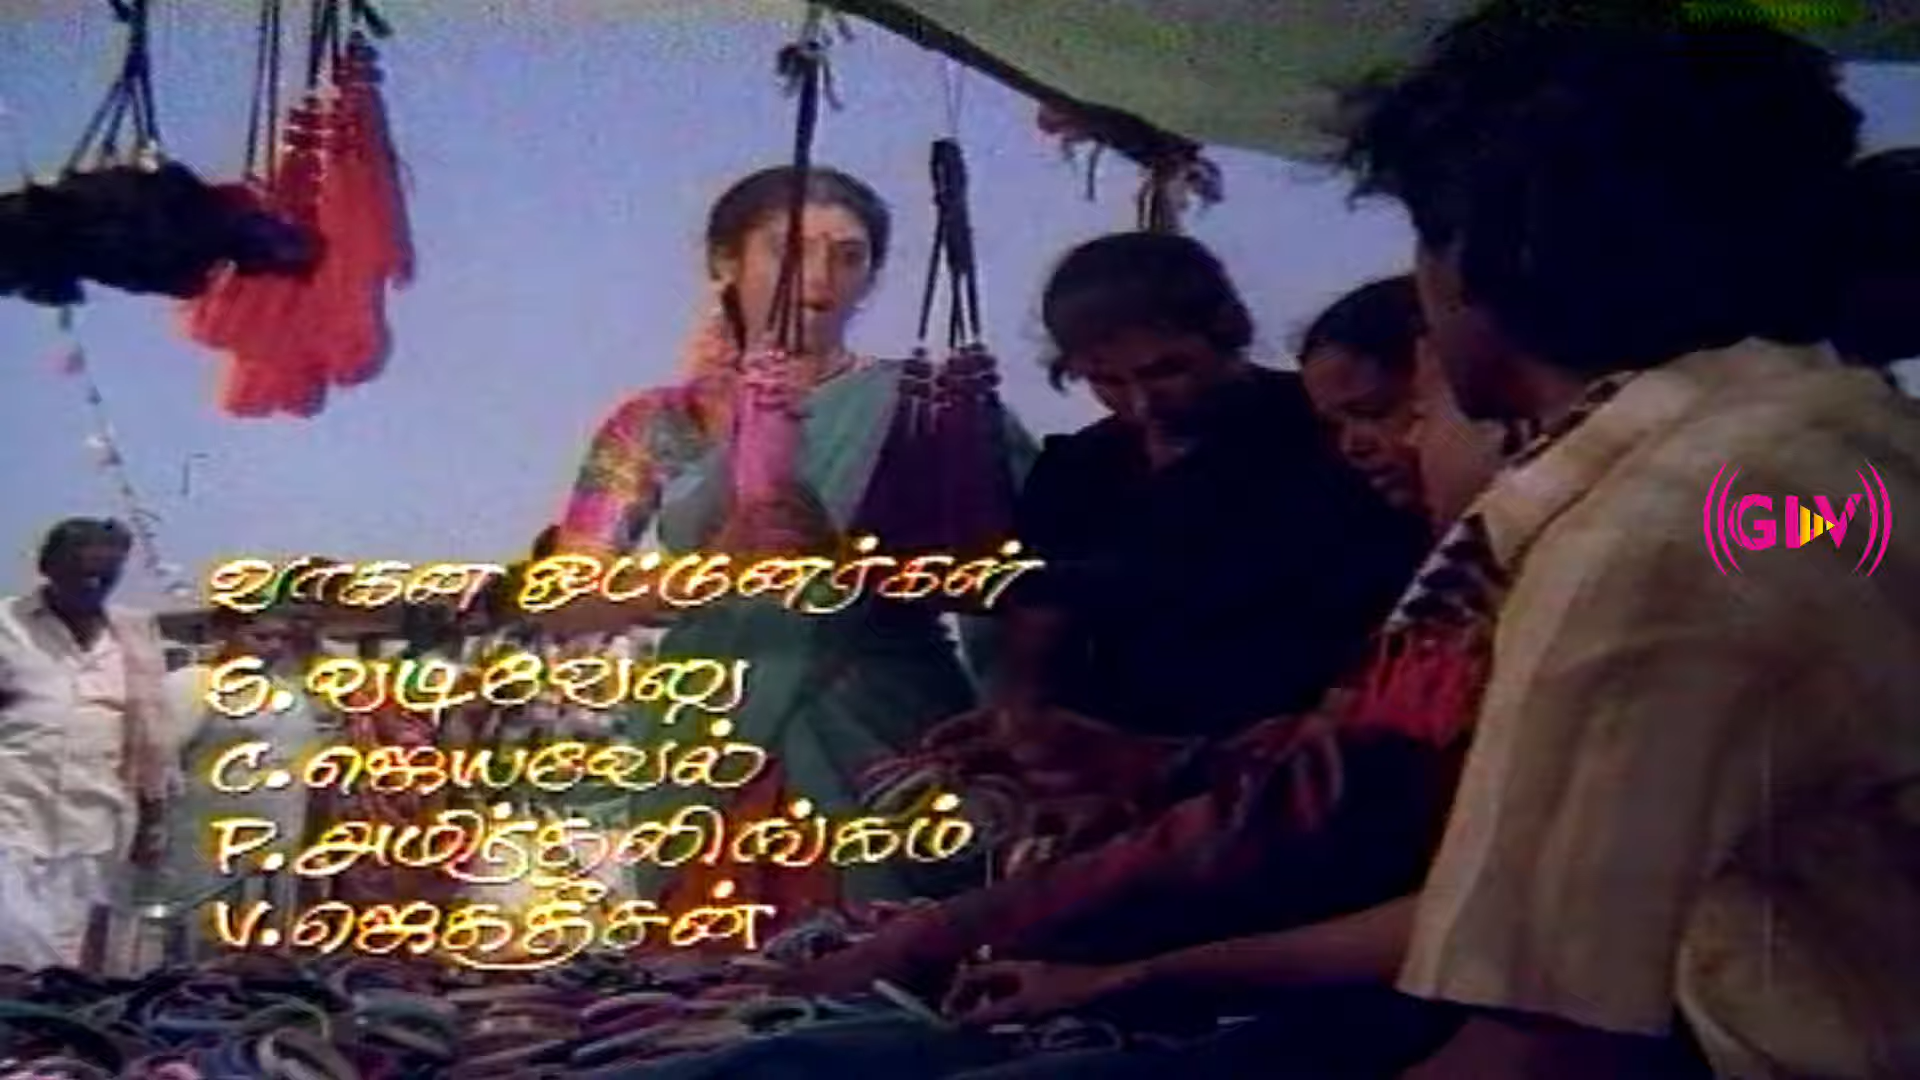 வாகன ஓட்டுனர்கள்
S. வடிவேலு
C. ஜெயவேல்
P. அமிர்தலிங்கம்
V. ஜெகதீசன்